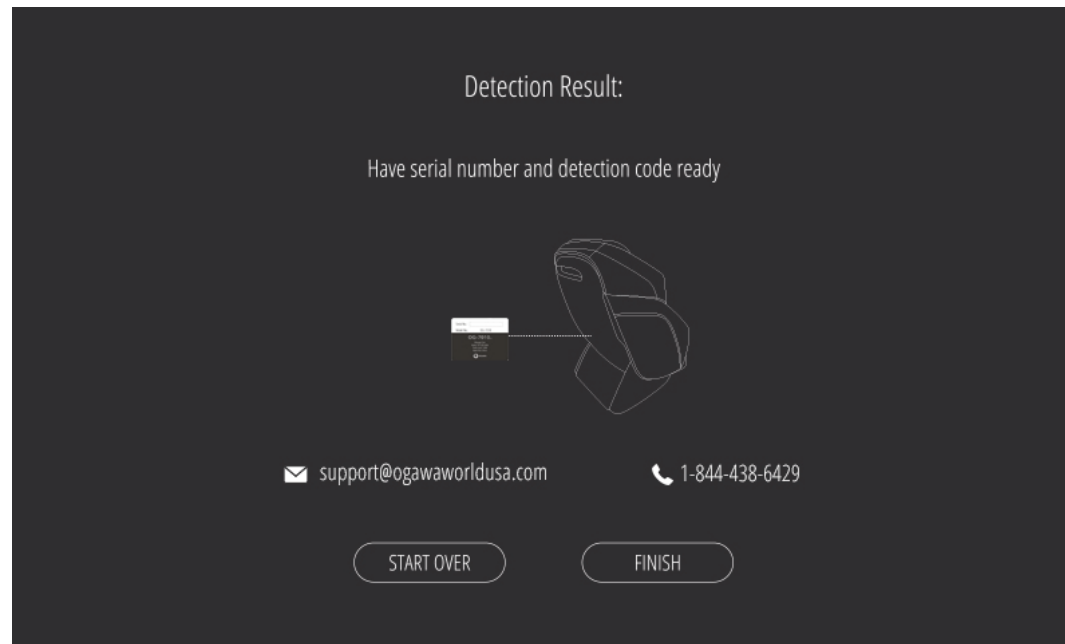 Detection Result:
Have serial number and detection code ready
support@ogawaworldusa.com
1-844-438-6429
START OVER
FINISH